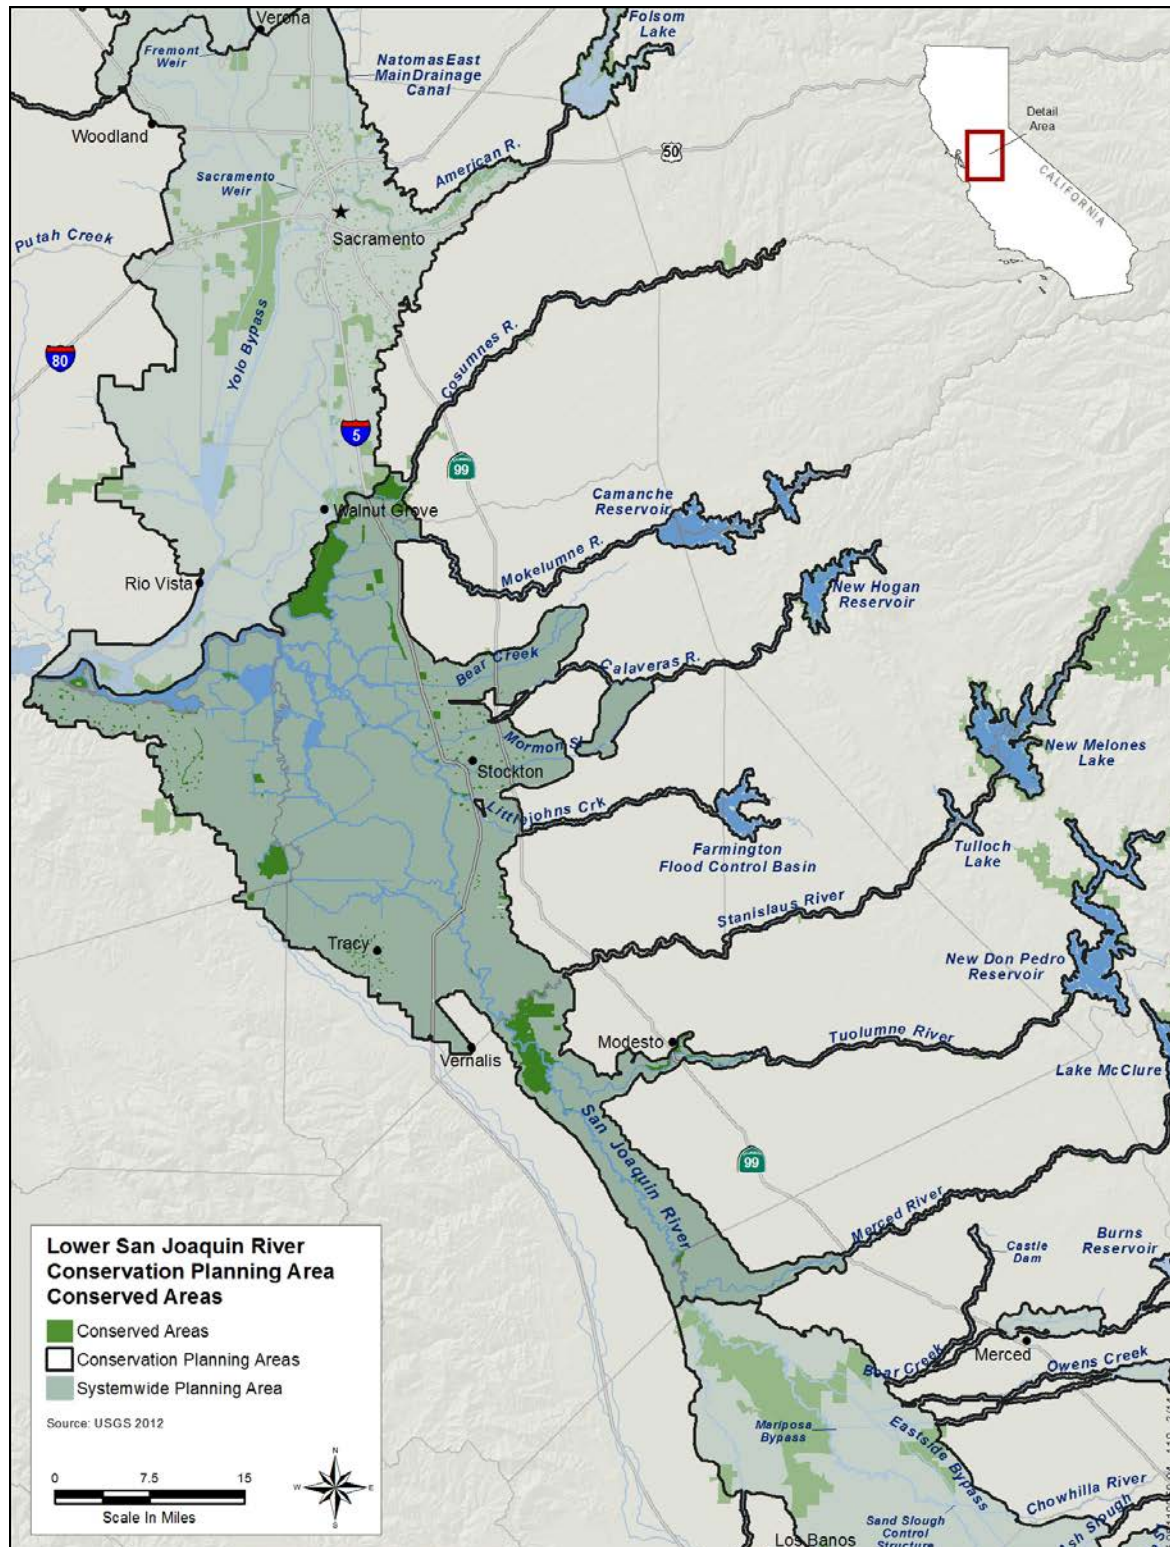 Verona
Folsom
Lake
Fremont
Weir
Natomas East
Main Drainage
Canal
Woodland
Detail
Area
50
American R.
CALIFORNIA
Sacramento
Weir
Putah Creek
Sacramento
80
Yolo Bypass
Cosumnes R.
5
99
Camanche
Reservoir
Walnut Grove
Mokelumne R.
Rio Vista
New Hogan
Reservoir
Bear Creek
Calaveras R.
Mormon Sl.
New Melones
Lake
Stockton
Littlejohns Crk
Farmington
Flood Control Basin
Tulloch
Lake
Stanislaus River
Tracy
New Don Pedro
Reservoir
Modesto
Tuolumne River
Vernalis
Lake McClure
San Joaquin River
99
Merced River
Castle
Dam
Burns
Reservoir
Lower San Joaquin River
Conservation Planning Area
Conserved Areas
Conserved Areas
Conservation Planning Areas
Systemwide Planning Area
Source: USGS 2012
N
W E
S
0 7.5 15
Scale In Miles
Merced
Bear Creek
Owens Creek
Mariposa
Bypass
Eastside Bypass
Chowhilla River
Sand Slough
Control
Structure
Ash Slough
Los Banos